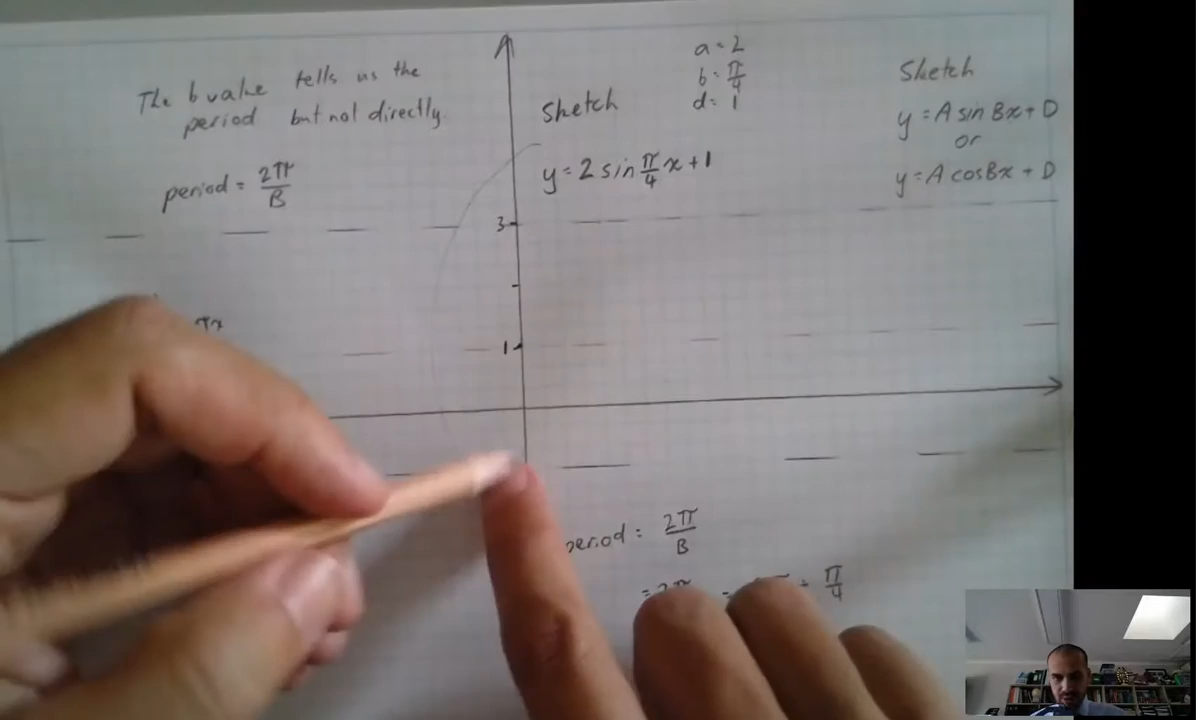 The b value tells us the
period but not directly.
period = 2π/B
3
1
Sketch
y = 2 sin π/4 x + 1
a = 2
b = π/4
d = 1
Sketch
y = A sin Bx + D
or
y = A cos Bx + D
period = 2π/B
= ÷ π/4